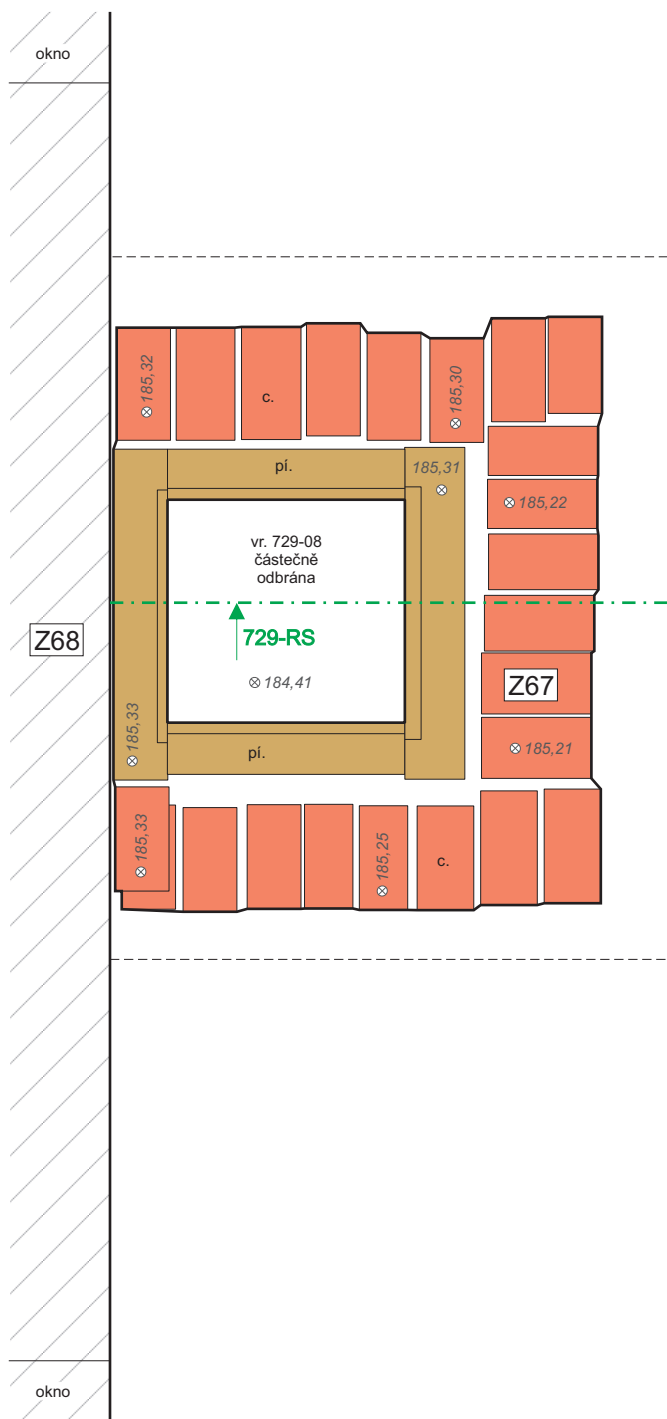 okno
185,32
c.
185,30
pí.
185,31
185,22
vr. 729-08
částečně
odbrána
729-RS
Z68
Z67
184,41
185,33
pí.
185,21
185,33
185,25
c.
okno